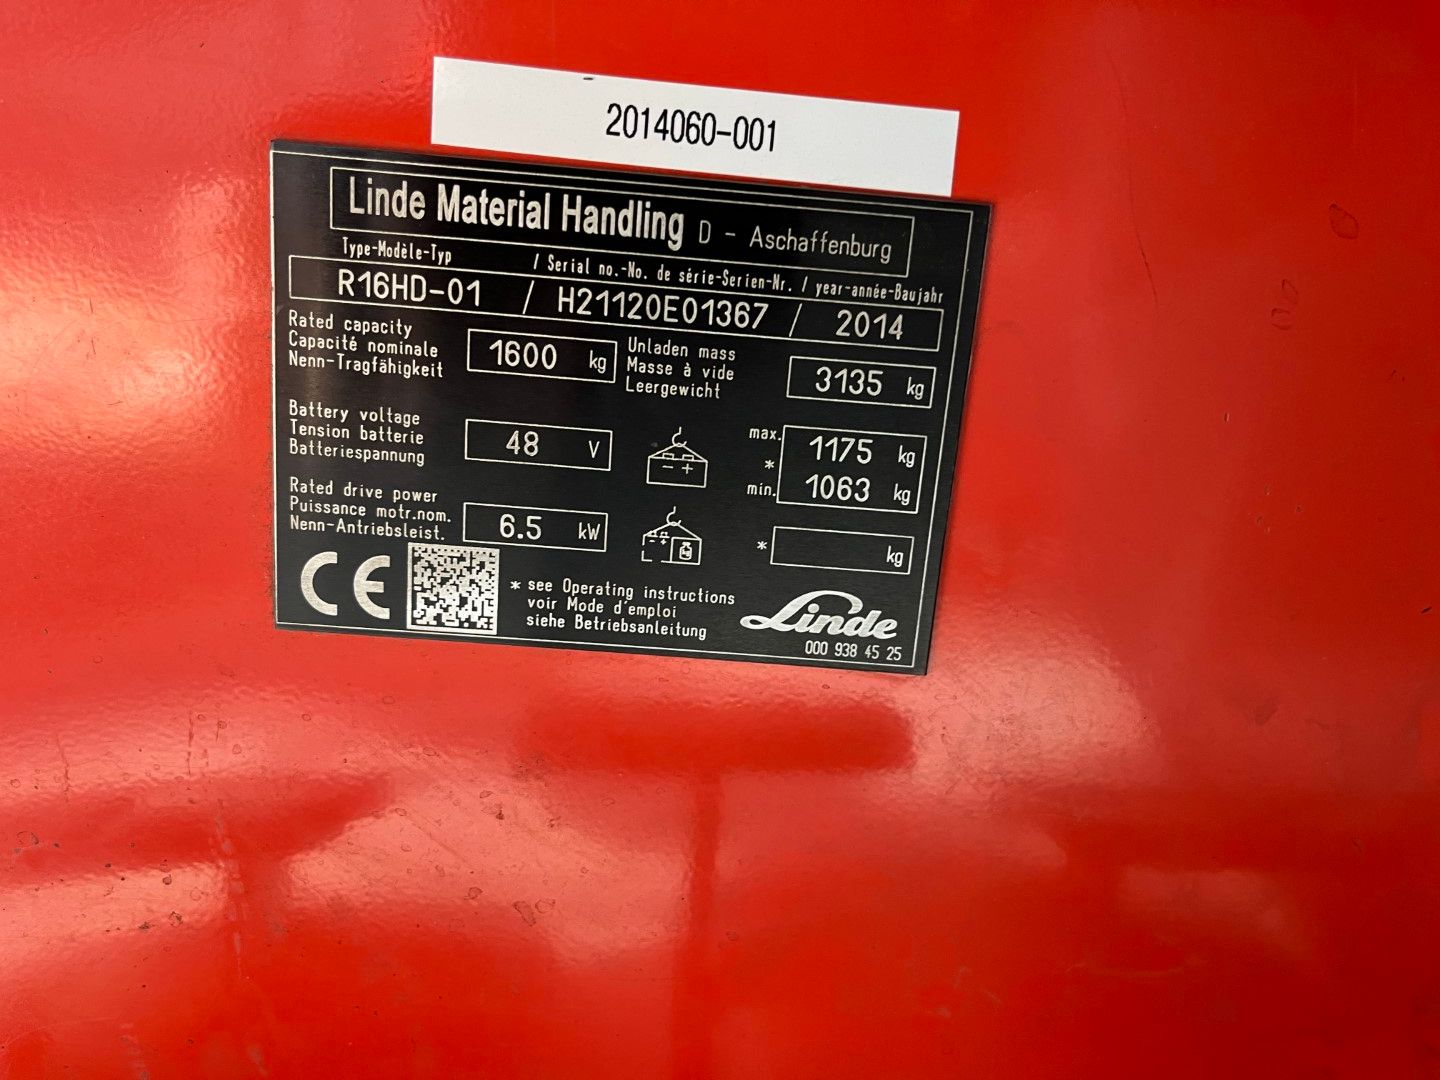 2014060-001
Linde Material Handling D - Aschaffenburg
Type-Modèle-Typ / Serial no.-No. de série-Serien-Nr. / year-année-Baujahr
R16HD-01 / H21120E01367 / 2014
Rated capacity
Capacité nominale
Nenn-Tragfähigkeit
1600 kg
Unladen mass
Masse à vide
Leergewicht
3135 kg
Battery voltage
Tension batterie
Batteriespannung
48 V
max. 1175 kg
*
min. 1063 kg
Rated drive power
Puissance motr.nom.
Nenn-Antriebsleist.
6.5 kW
* kg
CE
* see Operating instructions
voir Mode d'emploi
siehe Betriebsanleitung
Linde
000 938 45 25